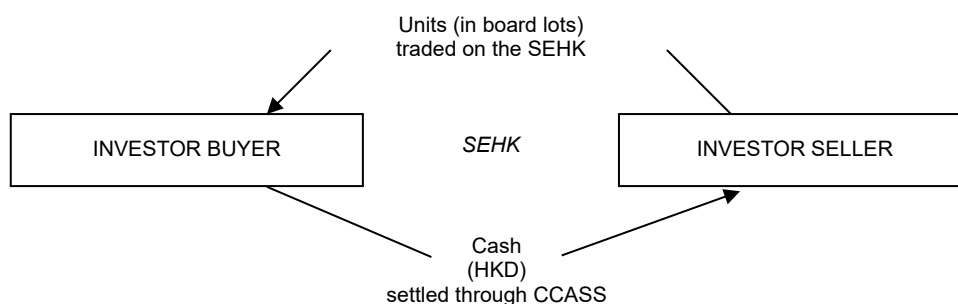 Units (in board lots)
traded on the SEHK
INVESTOR BUYER
SEHK
INVESTOR SELLER
Cash
(HKD)
settled through CCASS